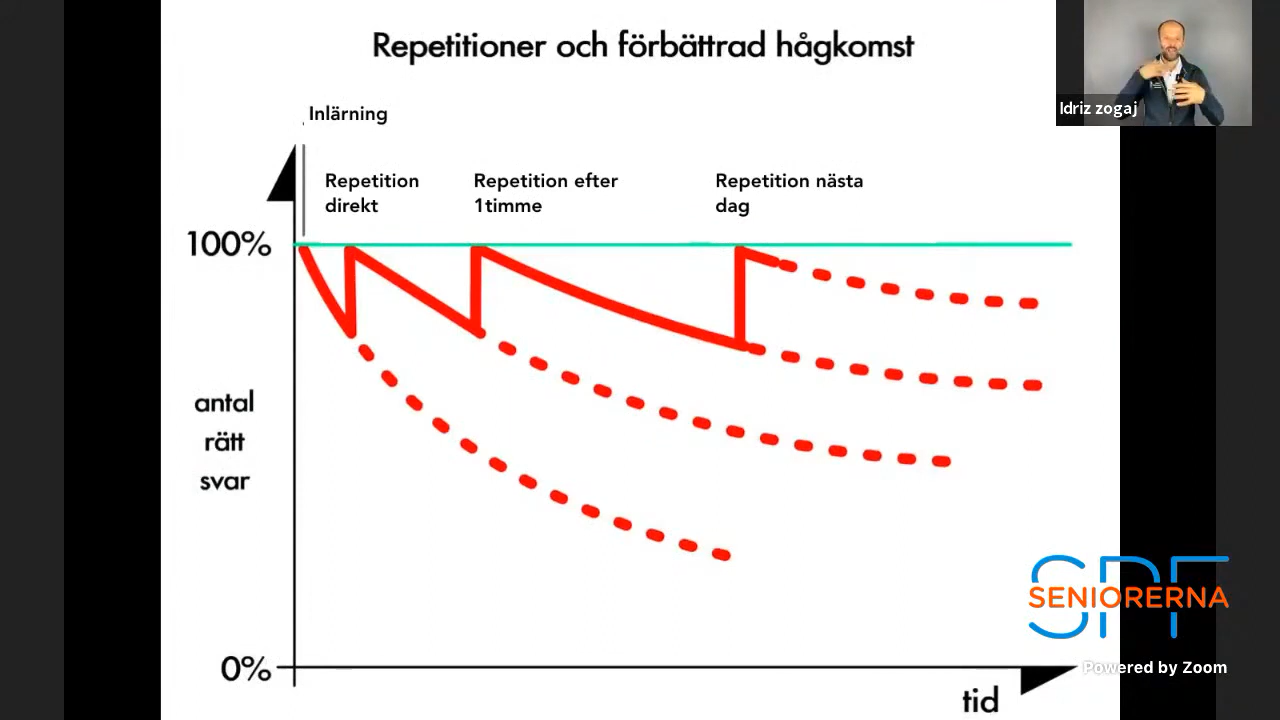 Repetitioner och förbättrad hågkomst
Idriz zogaj
Inlärning
Repetition
direkt
Repetition efter
1timme
Repetition nästa
dag
100%
antal
rätt
svar
0%
tid
SPF
SENIORERNA
Powered by Zoom